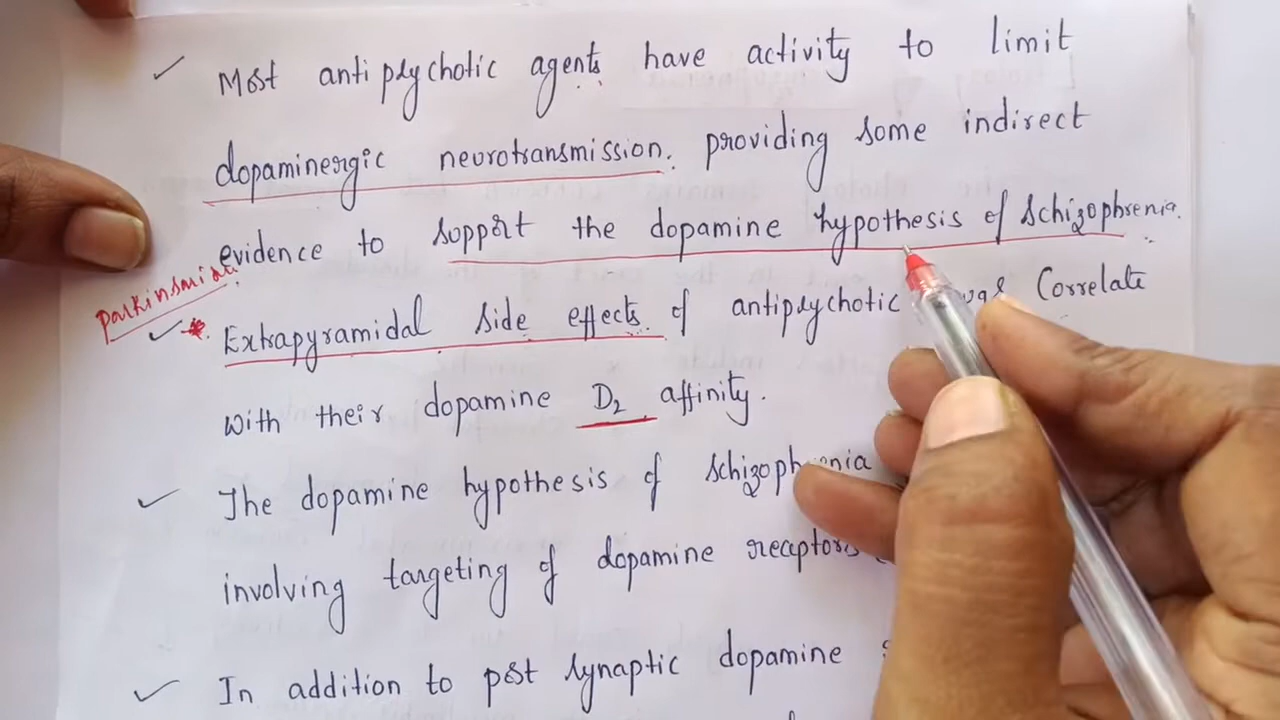 Most antipsychotic agents have activity to limit
dopaminergic neurotransmission. providing some indirect
evidence to support the dopamine hypothesis of schizophrenia.
Parkinsonism
Extrapyramidal side effects. of antipsychotic Correlate
with their dopamine D2 affinity.
The dopamine hypothesis of
involving targeting of dopamine receptors
In addition to post synaptic dopamine